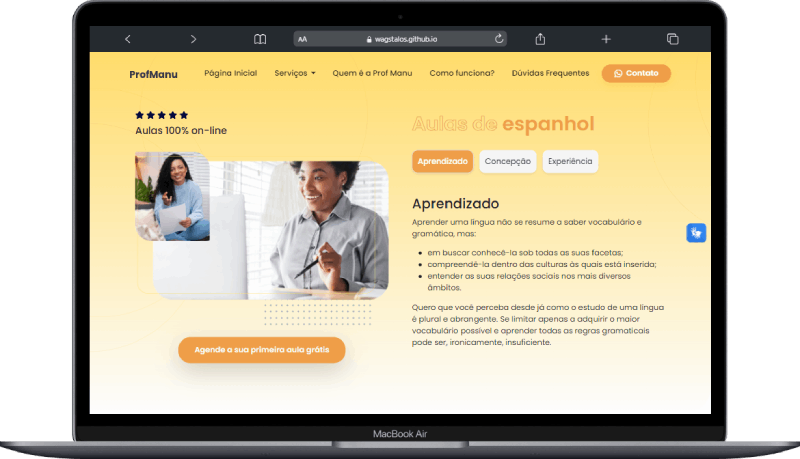 AA wagstalos.github.io
ProfManu Página Inicial Serviços Quem é a Prof Manu Como funciona? Dúvidas Frequentes Contato
Aulas 100% on-line
Aulas de espanhol
Aprendizado Concepção Experiência
Aprendizado
Aprender uma língua não se resume a saber vocabulário e
gramática, mas:
em buscar conhecê-la sob todas as suas facetas;
compreendê-la dentro das culturas às quais está inserida;
entender as suas relações sociais nos mais diversos
âmbitos.
Quero que você perceba desde já como o estudo de uma língua
é plural e abrangente. Se limitar apenas a adquirir o maior
vocabulário possível e aprender todas as regras gramaticais
pode ser, ironicamente, insuficiente.
Agende a sua primeira aula grátis
MacBook Air